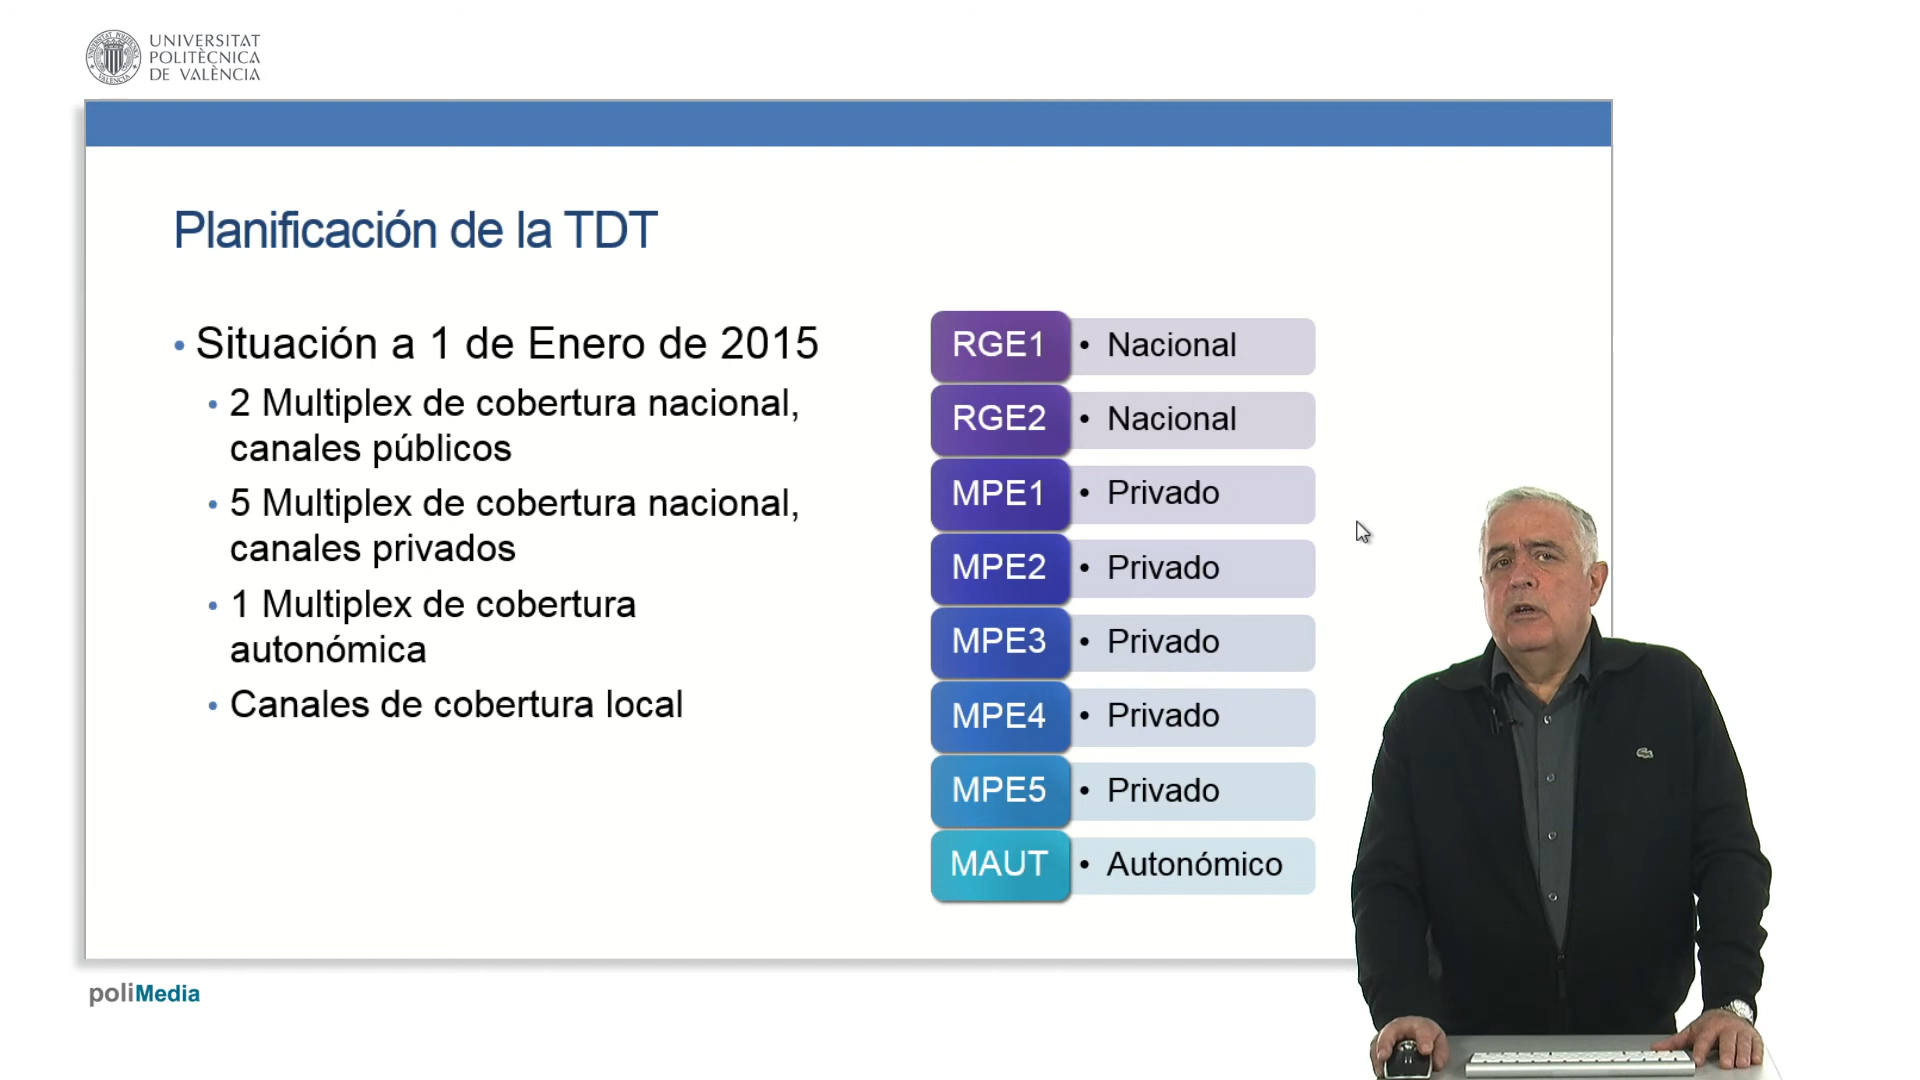 UNIVERSITAT
POLITÈCNICA
DE VALÈNCIA
Planificación de la TDT
• Situación a 1 de Enero de 2015
• 2 Multiplex de cobertura nacional,
canales públicos
• 5 Multiplex de cobertura nacional,
canales privados
• 1 Multiplex de cobertura
autonómica
• Canales de cobertura local
RGE1 • Nacional
RGE2 • Nacional
MPE1 • Privado
MPE2 • Privado
MPE3 • Privado
MPE4 • Privado
MPE5 • Privado
MAUT • Autonómico
poliMedia